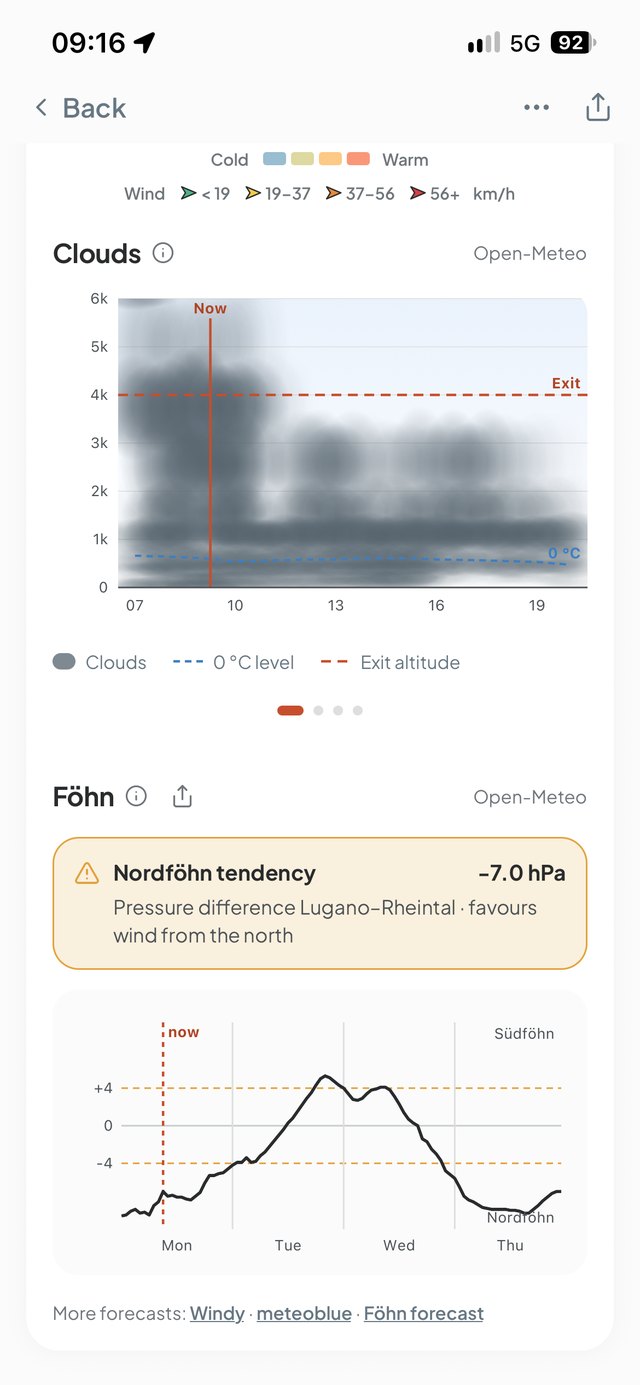 09:16
5G 92
Back
Cold Warm
Wind < 19 19–37 37–56 56+ km/h
Clouds Open-Meteo
6k
Now
5k
Exit
4k
3k
2k
1k
0 °C
0
07 10 13 16 19
Clouds 0 °C level Exit altitude
Föhn Open-Meteo
Nordföhn tendency −7.0 hPa
Pressure difference Lugano–Rheintal · favours
wind from the north
now Südföhn
+4
0
−4
Nordföhn
Mon Tue Wed Thu
More forecasts: Windy · meteoblue · Föhn forecast